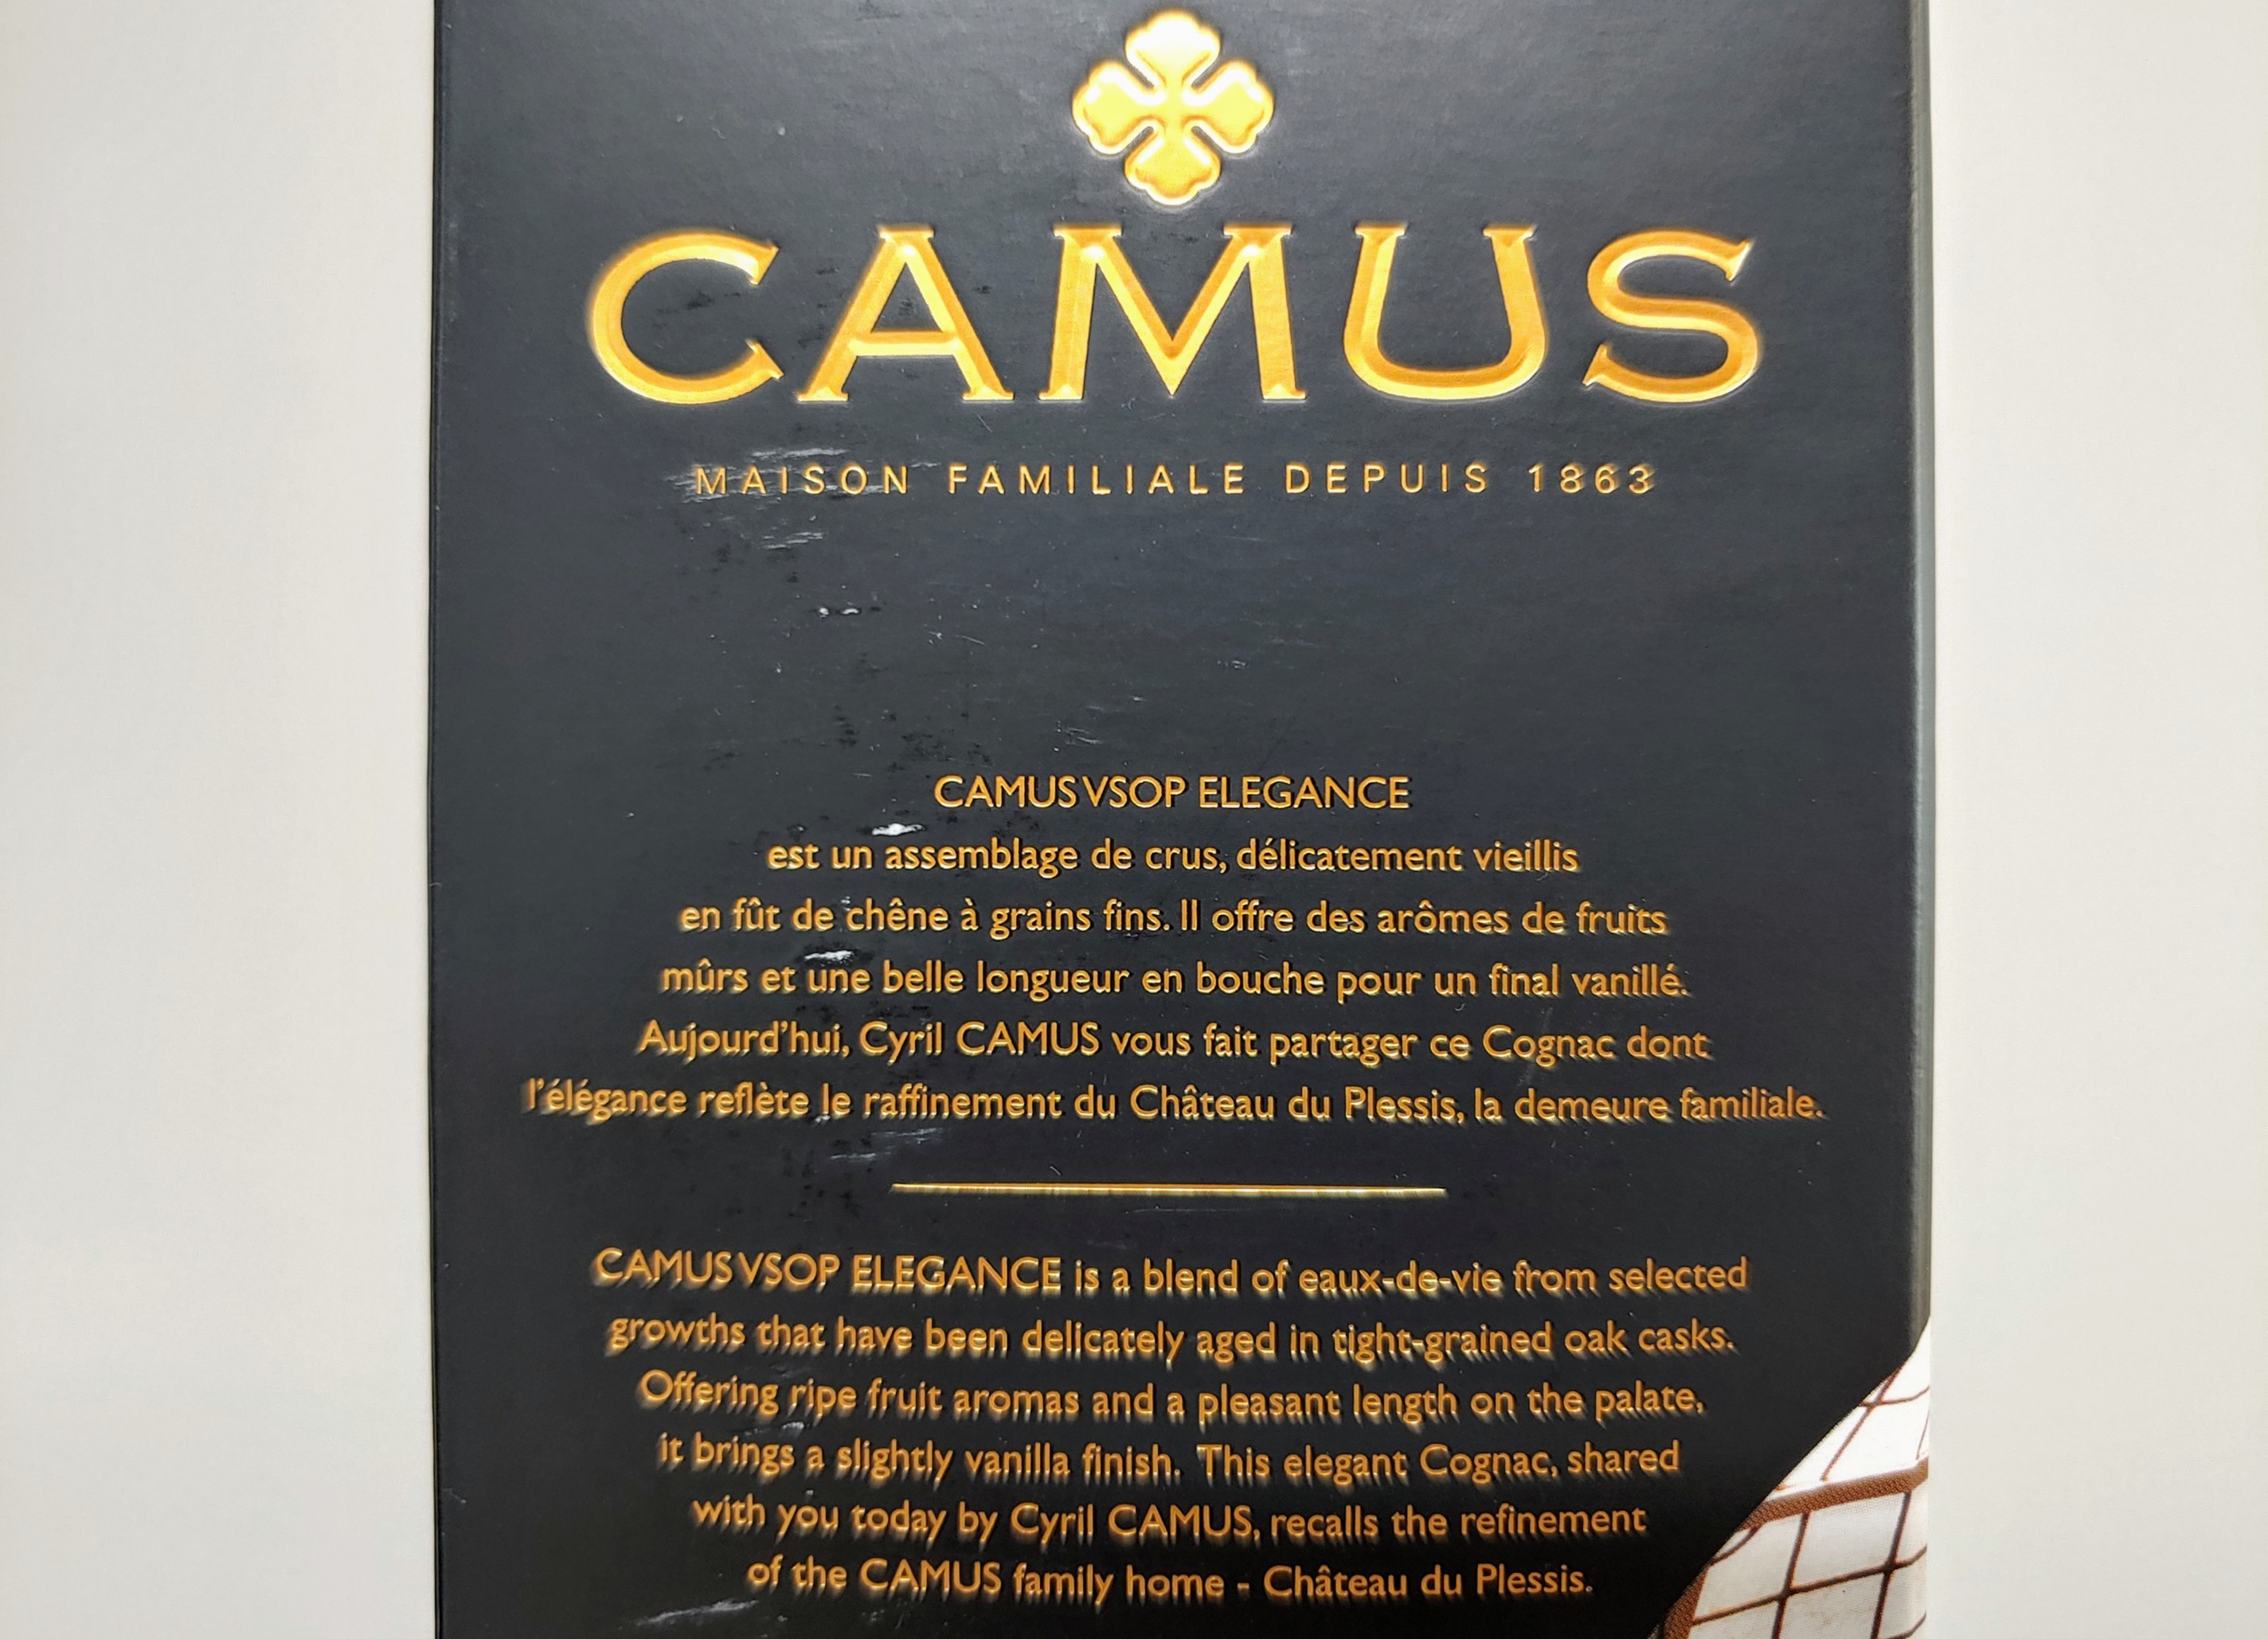 CAMUS
MAISON FAMILIALE DEPUIS 1863
CAMUS VSOP ELEGANCE
est un assemblage de crus, délicatement vieillis
en fût de chêne à grains fins. Il offre des arômes de fruits
mûrs et une belle longueur en bouche pour un final vanillé.
Aujourd'hui, Cyril CAMUS vous fait partager ce Cognac dont
l'élégance reflète le raffinement du Château du Plessis, la demeure familiale.
CAMUS VSOP ELEGANCE is a blend of eaux-de-vie from selected
growths that have been delicately aged in tight-grained oak casks.
Offering ripe fruit aromas and a pleasant length on the palate,
it brings a slightly vanilla finish. This elegant Cognac, shared
with you today by Cyril CAMUS, recalls the refinement
of the CAMUS family home - Château du Plessis.